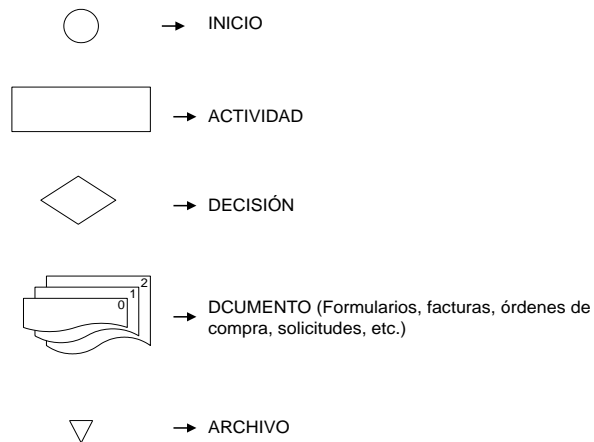 INICIO
ACTIVIDAD
DECISIÓN
2
1
0
DCUMENTO (Formularios, facturas, órdenes de
compra, solicitudes, etc.)
ARCHIVO